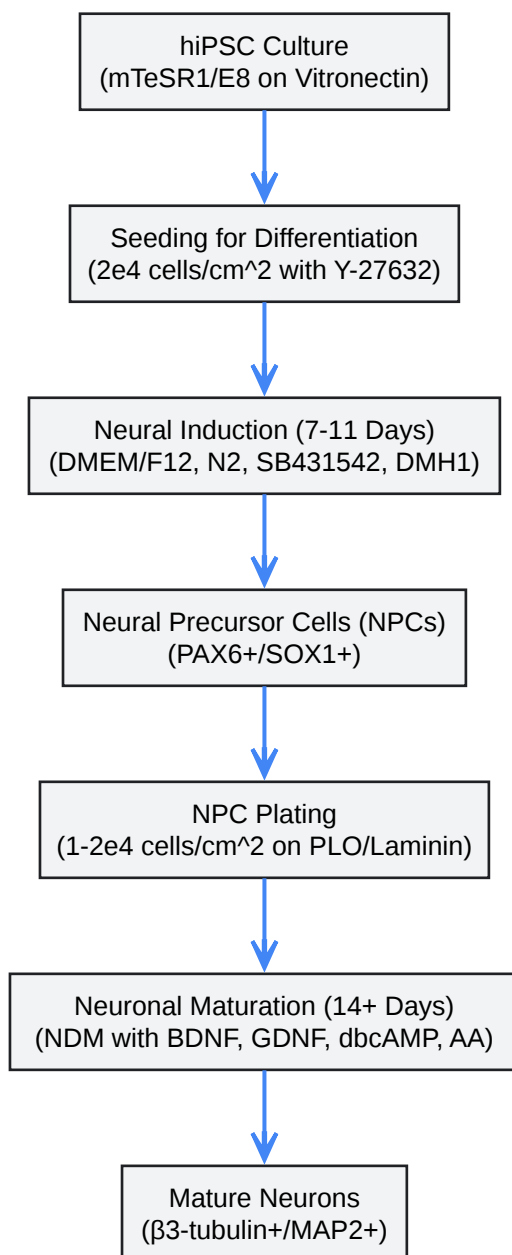 hiPSC Culture
(mTeSR1/E8 on Vitronectin)
Seeding for Differentiation
(2e4 cells/cm^2 with Y-27632)
Neural Induction (7-11 Days)
(DMEM/F12, N2, SB431542, DMH1)
Neural Precursor Cells (NPCs)
(PAX6+/SOX1+)
NPC Plating
(1-2e4 cells/cm^2 on PLO/Laminin)
Neuronal Maturation (14+ Days)
(NDM with BDNF, GDNF, dbcAMP, AA)
Mature Neurons
(β3-tubulin+/MAP2+)